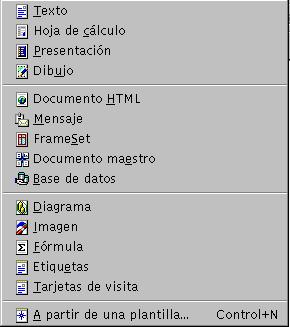 Texto
Hoja de cálculo
Presentación
Dibujo
Documento HTML
Mensaje
FrameSet
Documento maestro
Base de datos
Diagrama
Imagen
Fórmula
Etiquetas
Tarjetas de visita
A partir de una plantilla... Control+N